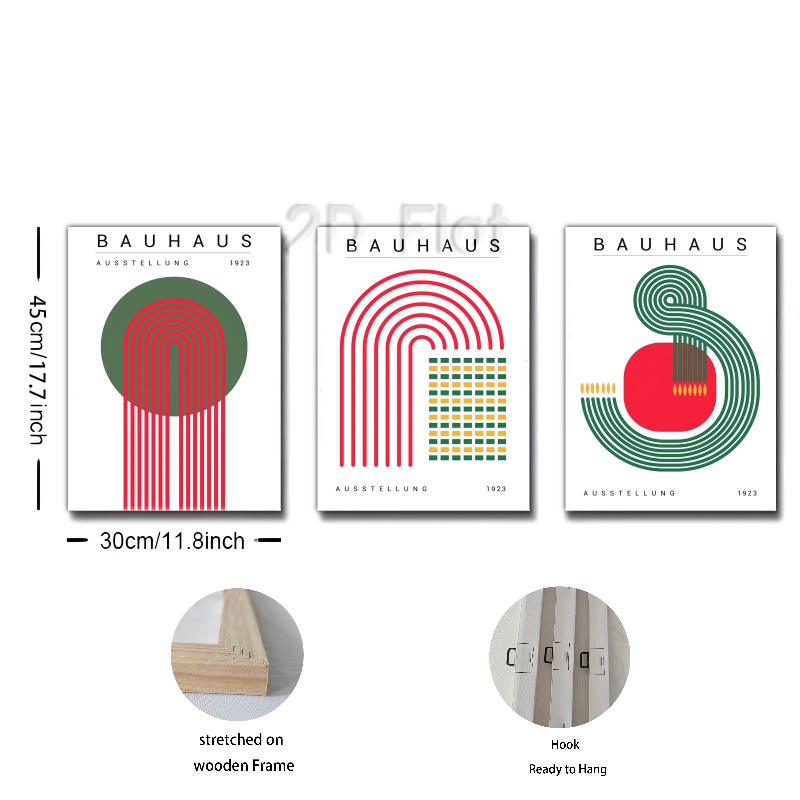 2D Flat
BAUHAUS
AUSSTELLUNG 1923
BAUHAUS
AUSSTELLUNG 1923
BAUHAUS
AUSSTELLUNG 1923
45cm/17.7inch
30cm/11.8inch
stretched on
wooden Frame
Hook
Ready to Hang